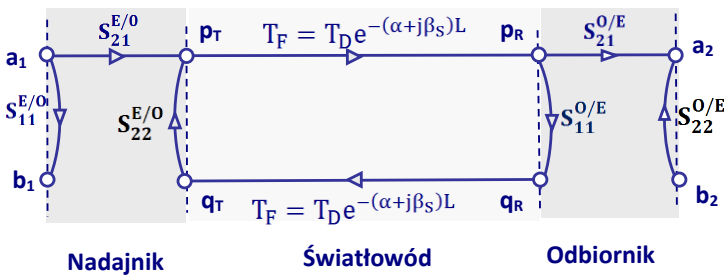 S₂₁^E/O p_T T_F = T_D e^−(α+jβ_S)L p_R S₂₁^O/E
a₁ a₂
S₁₁^E/O S₂₂^E/O S₁₁^O/E S₂₂^O/E
b₁ q_T q_R b₂
T_F = T_D e^−(α+jβ_S)L
Nadajnik Światłowód Odbiornik